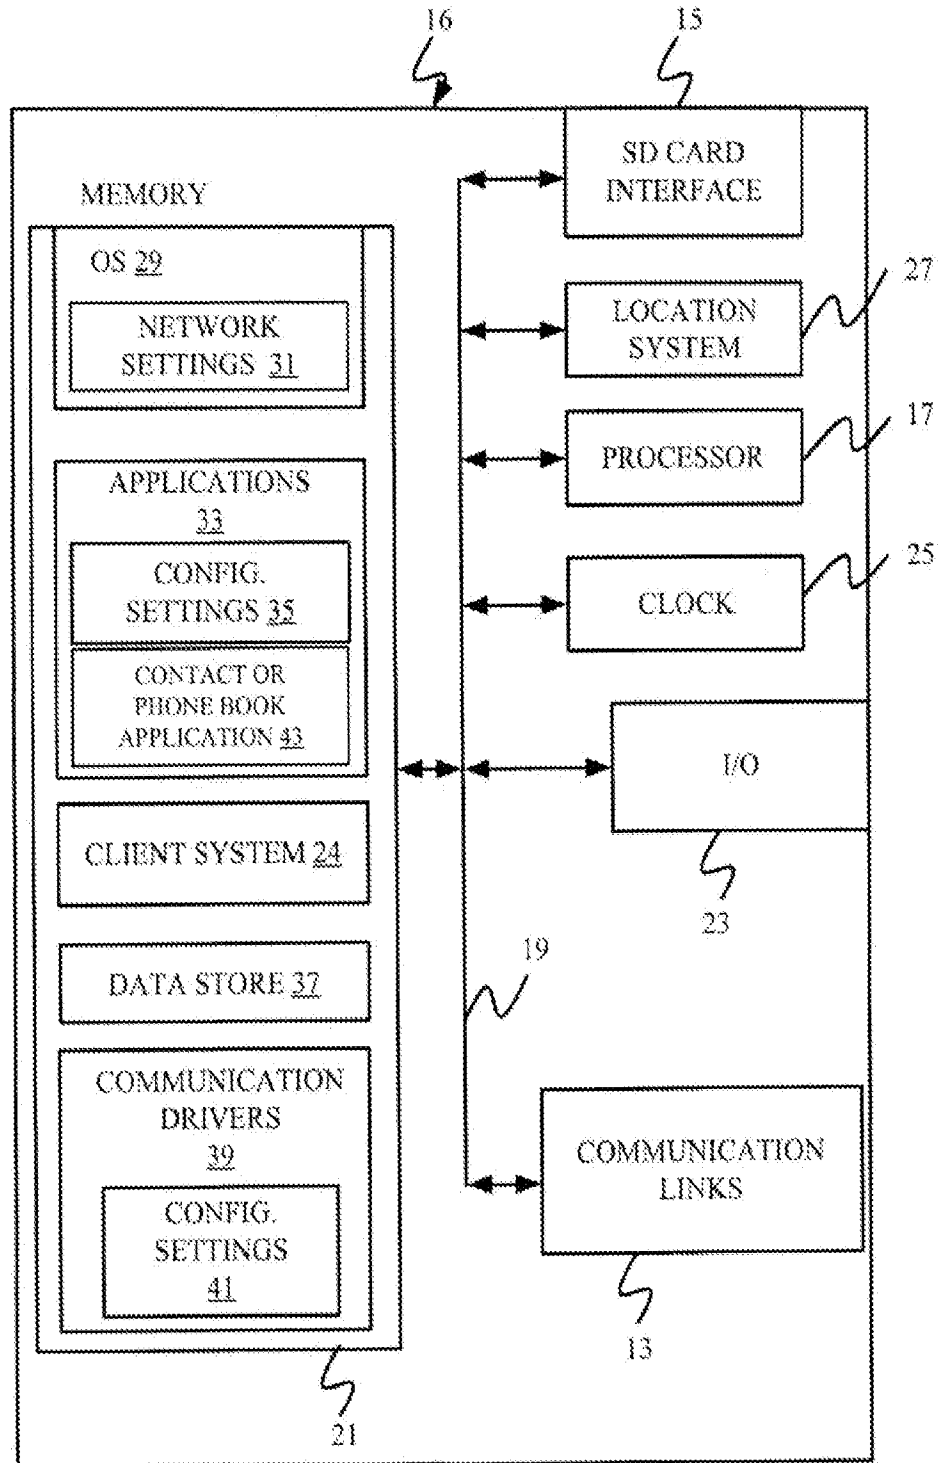 16
15
MEMORY
OS 29
NETWORK
SETTINGS 31
APPLICATIONS
33
CONFIG.
SETTINGS 35
CONTACT OR
PHONE BOOK
APPLICATION 43
CLIENT SYSTEM 24
DATA STORE 37
COMMUNICATION
DRIVERS
39
CONFIG.
SETTINGS
41
21
19
SD CARD
INTERFACE
LOCATION
SYSTEM
27
PROCESSOR
17
CLOCK
25
I/O
23
COMMUNICATION
LINKS
13